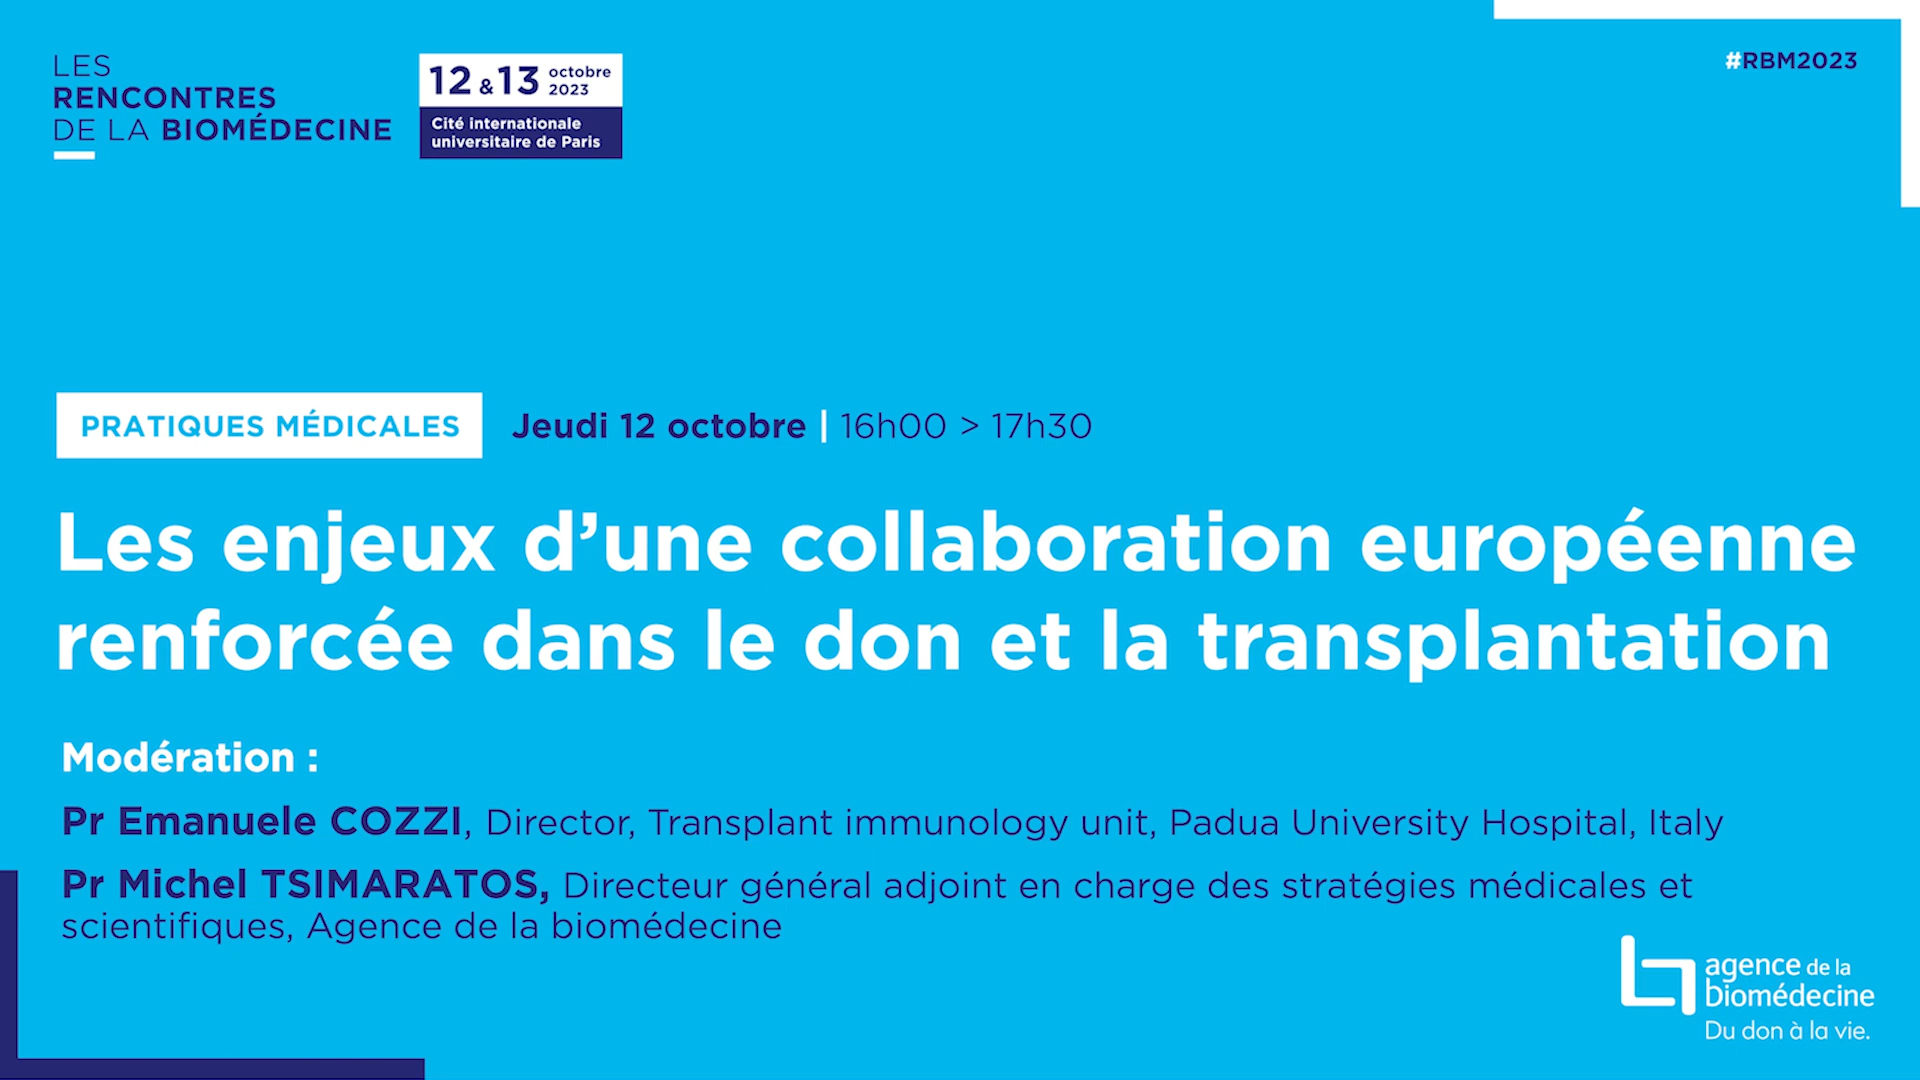 LES
RENCONTRES
DE LA BIOMÉDECINE
12 & 13 octobre
2023
Cité internationale
universitaire de Paris
#RBM2023
PRATIQUES MÉDICALES
Jeudi 12 octobre | 16h00 > 17h30
Les enjeux d’une collaboration européenne
renforcée dans le don et la transplantation
Modération :
Pr Emanuele COZZI, Director, Transplant immunology unit, Padua University Hospital, Italy
Pr Michel TSIMARATOS, Directeur général adjoint en charge des stratégies médicales et
scientifiques, Agence de la biomédecine
agence de la
biomédecine
Du don à la vie.